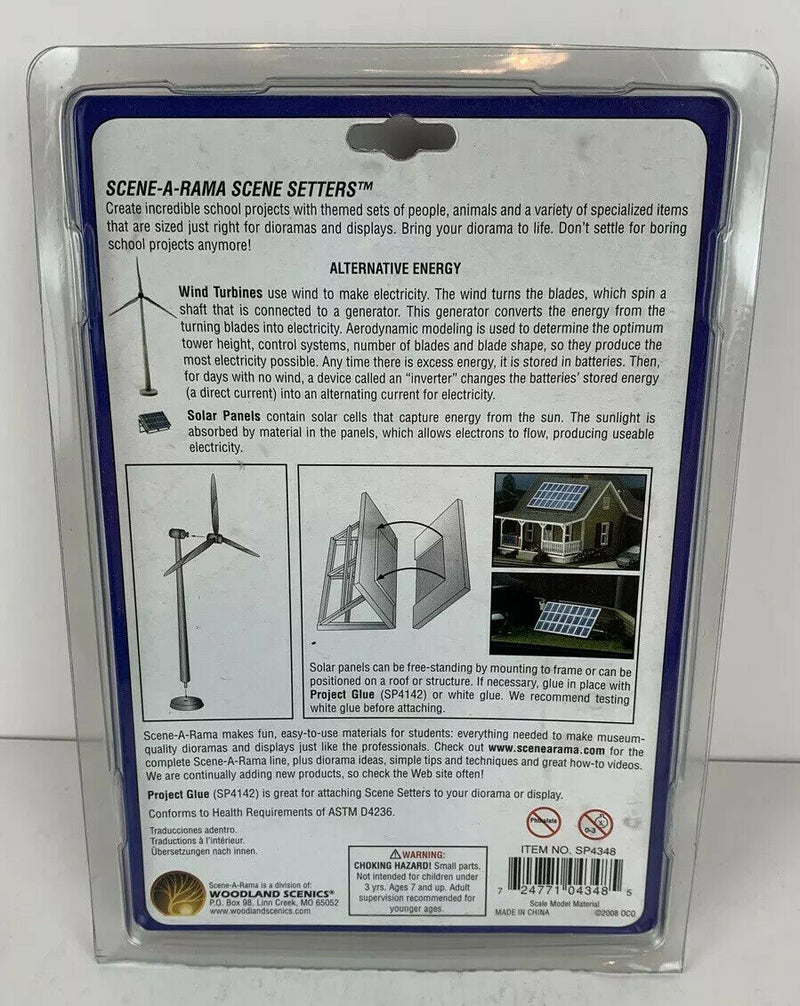 SCENE-A-RAMA SCENE SETTERS™
Create incredible school projects with themed sets of people, animals and a variety of specialized items
that are sized just right for dioramas and displays. Bring your diorama to life. Don't settle for boring
school projects anymore!
ALTERNATIVE ENERGY
Wind Turbines use wind to make electricity. The wind turns the blades, which spin a
shaft that is connected to a generator. This generator converts the energy from the
turning blades into electricity. Aerodynamic modeling is used to determine the optimum
tower height, control systems, number of blades and blade shape, so they produce the
most electricity possible. Any time there is excess energy, it is stored in batteries. Then,
for days with no wind, a device called an "inverter" changes the batteries' stored energy
(a direct current) into an alternating current for electricity.
Solar Panels contain solar cells that capture energy from the sun. The sunlight is
absorbed by material in the panels, which allows electrons to flow, producing useable
electricity.
Solar panels can be free-standing by mounting to frame or can be
positioned on a roof or structure. If necessary, glue in place with
Project Glue (SP4142) or white glue. We recommend testing
white glue before attaching.
Scene-A-Rama makes fun, easy-to-use materials for students: everything needed to make museum-
quality dioramas and displays just like the professionals. Check out www.scenearama.com for the
complete Scene-A-Rama line, plus diorama ideas, simple tips and techniques and great how-to videos.
We are continually adding new products, so check the Web site often!
Project Glue (SP4142) is great for attaching Scene Setters to your diorama or display.
Conforms to Health Requirements of ASTM D4236.
Traducciones adentro.
Traductions à l'intérieur.
Übersetzungen nach innen.
Scene-A-Rama is a division of:
WOODLAND SCENICS®
P.O. Box 98, Linn Creek, MO 65052
www.woodlandscenics.com
⚠WARNING:
CHOKING HAZARD! Small parts.
Not intended for children under
3 yrs. Ages 7 and up. Adult
supervision recommended for
younger ages.
Phthalate
0-3
ITEM NO. SP4348
7 24771 04348 5
Scale Model Material
MADE IN CHINA ©2008 OCO